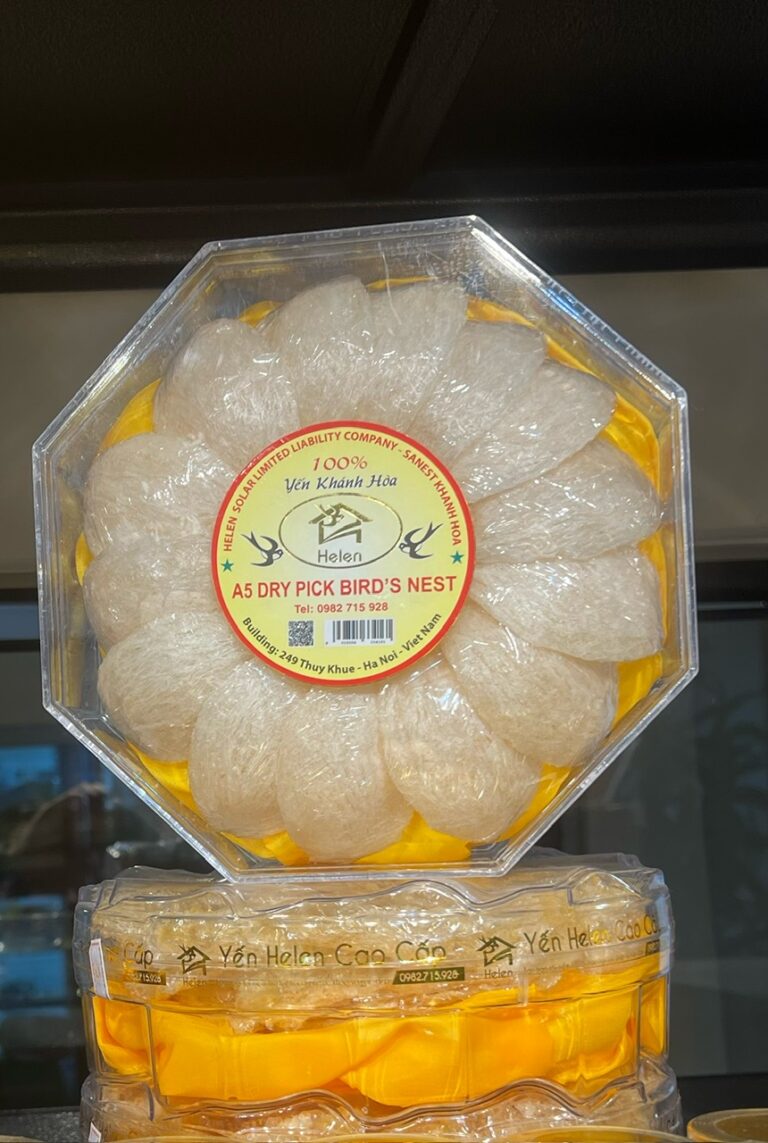 HELEN SOLAR LIMITED LIABILITY COMPANY - SANEST KHANH HOA
100%
Yến Khánh Hòa
Helen
A5 DRY PICK BIRD'S NEST
Tel: 0982 715 928
Building: 249 Thuy Khue - Ha Noi - Viet Nam
Cấp
Helen
Yến Helen Cao Cấp
0982.715.928
Helen
Yến Helen Cao